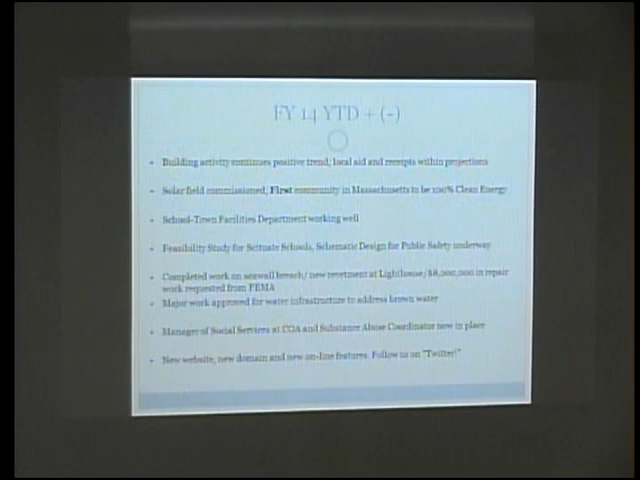 FY 14 YTD + (-)
Building activity continues positive trend, local aid and receipts within projections
Solar field commissioned; First community in Massachusetts to be 100% Clean Energy
School-Town Facilities Department working well
Feasibility Study for Scituate Schools, Schematic Design for Public Safety underway
Completed work on seawall breach/ new revetment at Lighthouse/ $8,000,000 in repair
work requested from FEMA
Major work approved for water infrastructure to address brown water
Manager of Social Services at COA and Substance Abuse Coordinator now in place
New website, new domain and new on-line features. Follow us on "Twitter!"